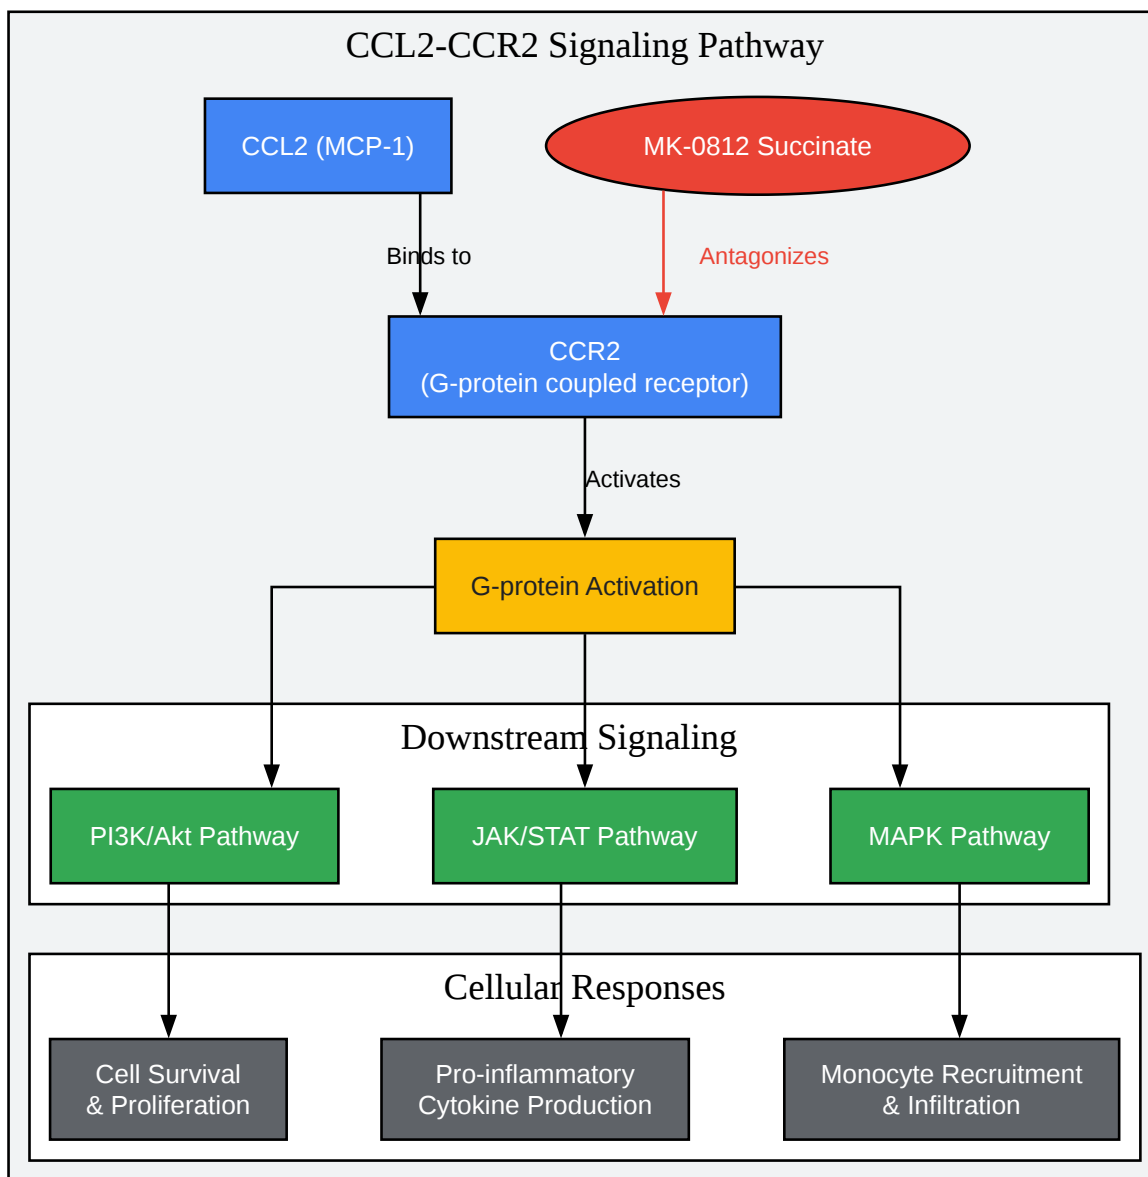 CCL2-CCR2 Signaling Pathway
CCL2 (MCP-1)
MK-0812 Succinate
Binds to
Antagonizes
CCR2
(G-protein coupled receptor)
Activates
G-protein Activation
Downstream Signaling
PI3K/Akt Pathway
JAK/STAT Pathway
MAPK Pathway
Cellular Responses
Cell Survival
& Proliferation
Pro-inflammatory
Cytokine Production
Monocyte Recruitment
& Infiltration